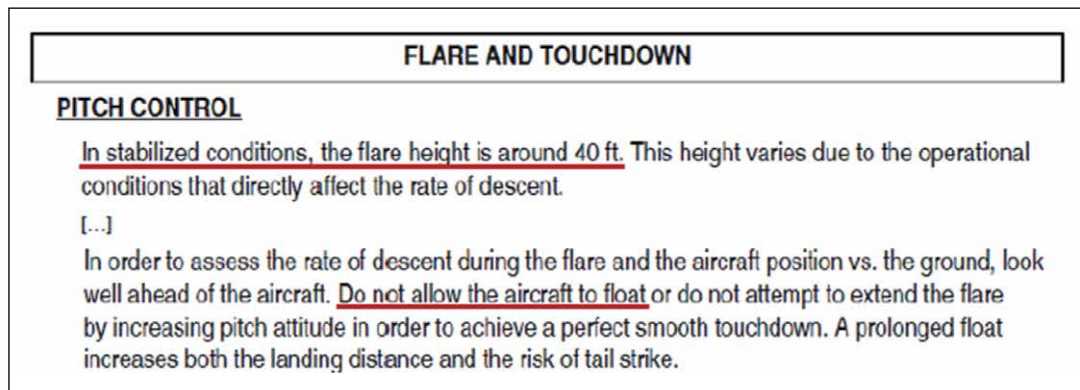 FLARE AND TOUCHDOWN
PITCH CONTROL
In stabilized conditions, the flare height is around 40 ft. This height varies due to the operational
conditions that directly affect the rate of descent.
[...]
In order to assess the rate of descent during the flare and the aircraft position vs. the ground, look
well ahead of the aircraft. Do not allow the aircraft to float or do not attempt to extend the flare
by increasing pitch attitude in order to achieve a perfect smooth touchdown. A prolonged float
increases both the landing distance and the risk of tail strike.